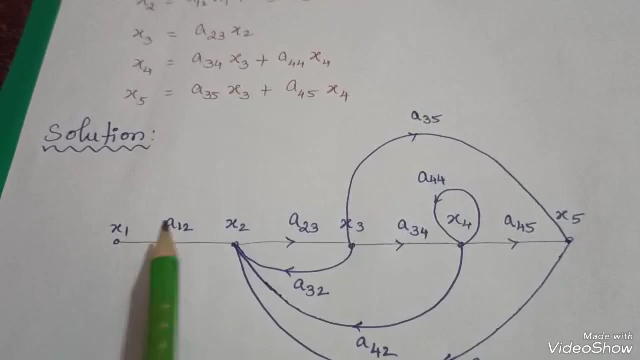 x₃ = a₂₃ x₂
x₄ = a₃₄ x₃ + a₄₄ x₄
x₅ = a₃₅ x₃ + a₄₅ x₄
Solution:
a₃₅
a₄₄
x₁ a₁₂ x₂ a₂₃ x₃ a₃₄ x₄ a₄₅ x₅
a₃₂
a₄₂
Made with
VideoShow